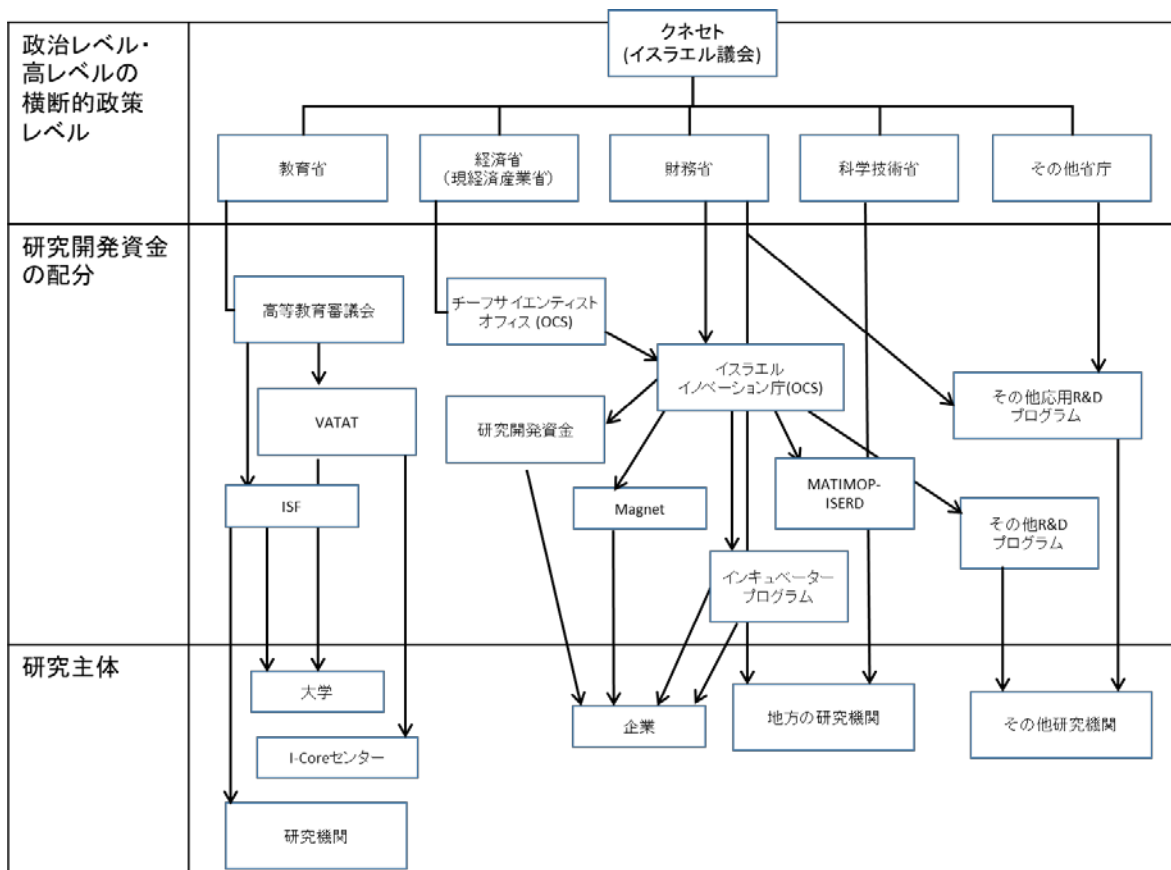 クネセト
(イスラエル議会)
政治レベル・
高レベルの
横断的政策
レベル
教育省
経済省
（現経済産業省）
財務省
科学技術省
その他省庁
研究開発資金
の配分
高等教育審議会
チーフサイエンティスト
オフィス (OCS)
イスラエル
イノベーション庁(OCS)
その他応用R&D
プログラム
VATAT
研究開発資金
MATIMOP-
ISERD
ISF
Magnet
その他R&D
プログラム
インキュベーター
プログラム
研究主体
大学
企業
地方の研究機関
その他研究機関
I-Coreセンター
研究機関